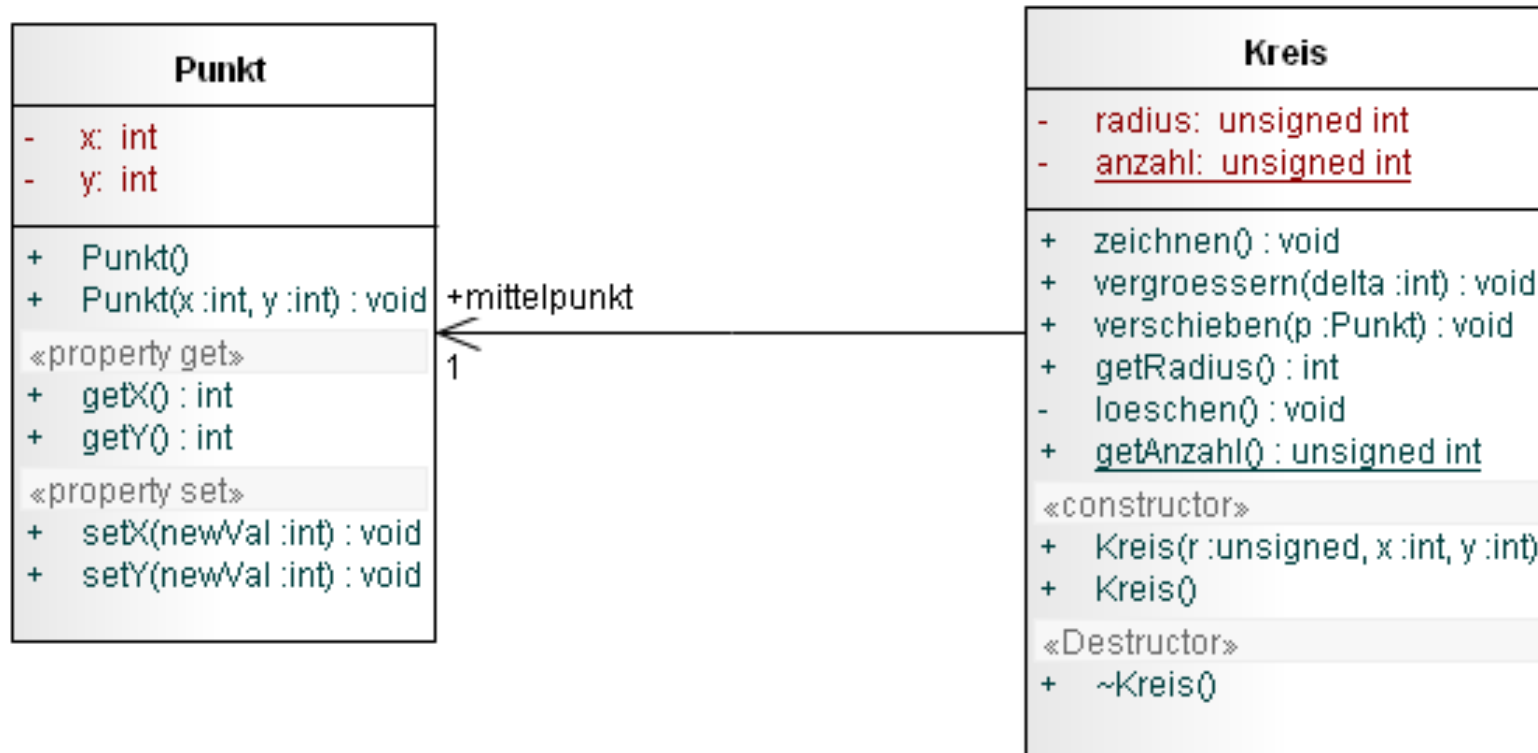 Punkt
- x: int
- y: int
+ Punkt()
+ Punkt(x :int, y :int) : void
«property get»
+ getX() : int
+ getY() : int
«property set»
+ setX(newVal :int) : void
+ setY(newVal :int) : void
+mittelpunkt
1
Kreis
- radius: unsigned int
- anzahl: unsigned int
+ zeichnen() : void
+ vergroessern(delta :int) : void
+ verschieben(p :Punkt) : void
+ getRadius() : int
- loeschen() : void
+ getAnzahl() : unsigned int
«constructor»
+ Kreis(r :unsigned, x :int, y :int)
+ Kreis()
«Destructor»
+ ~Kreis()